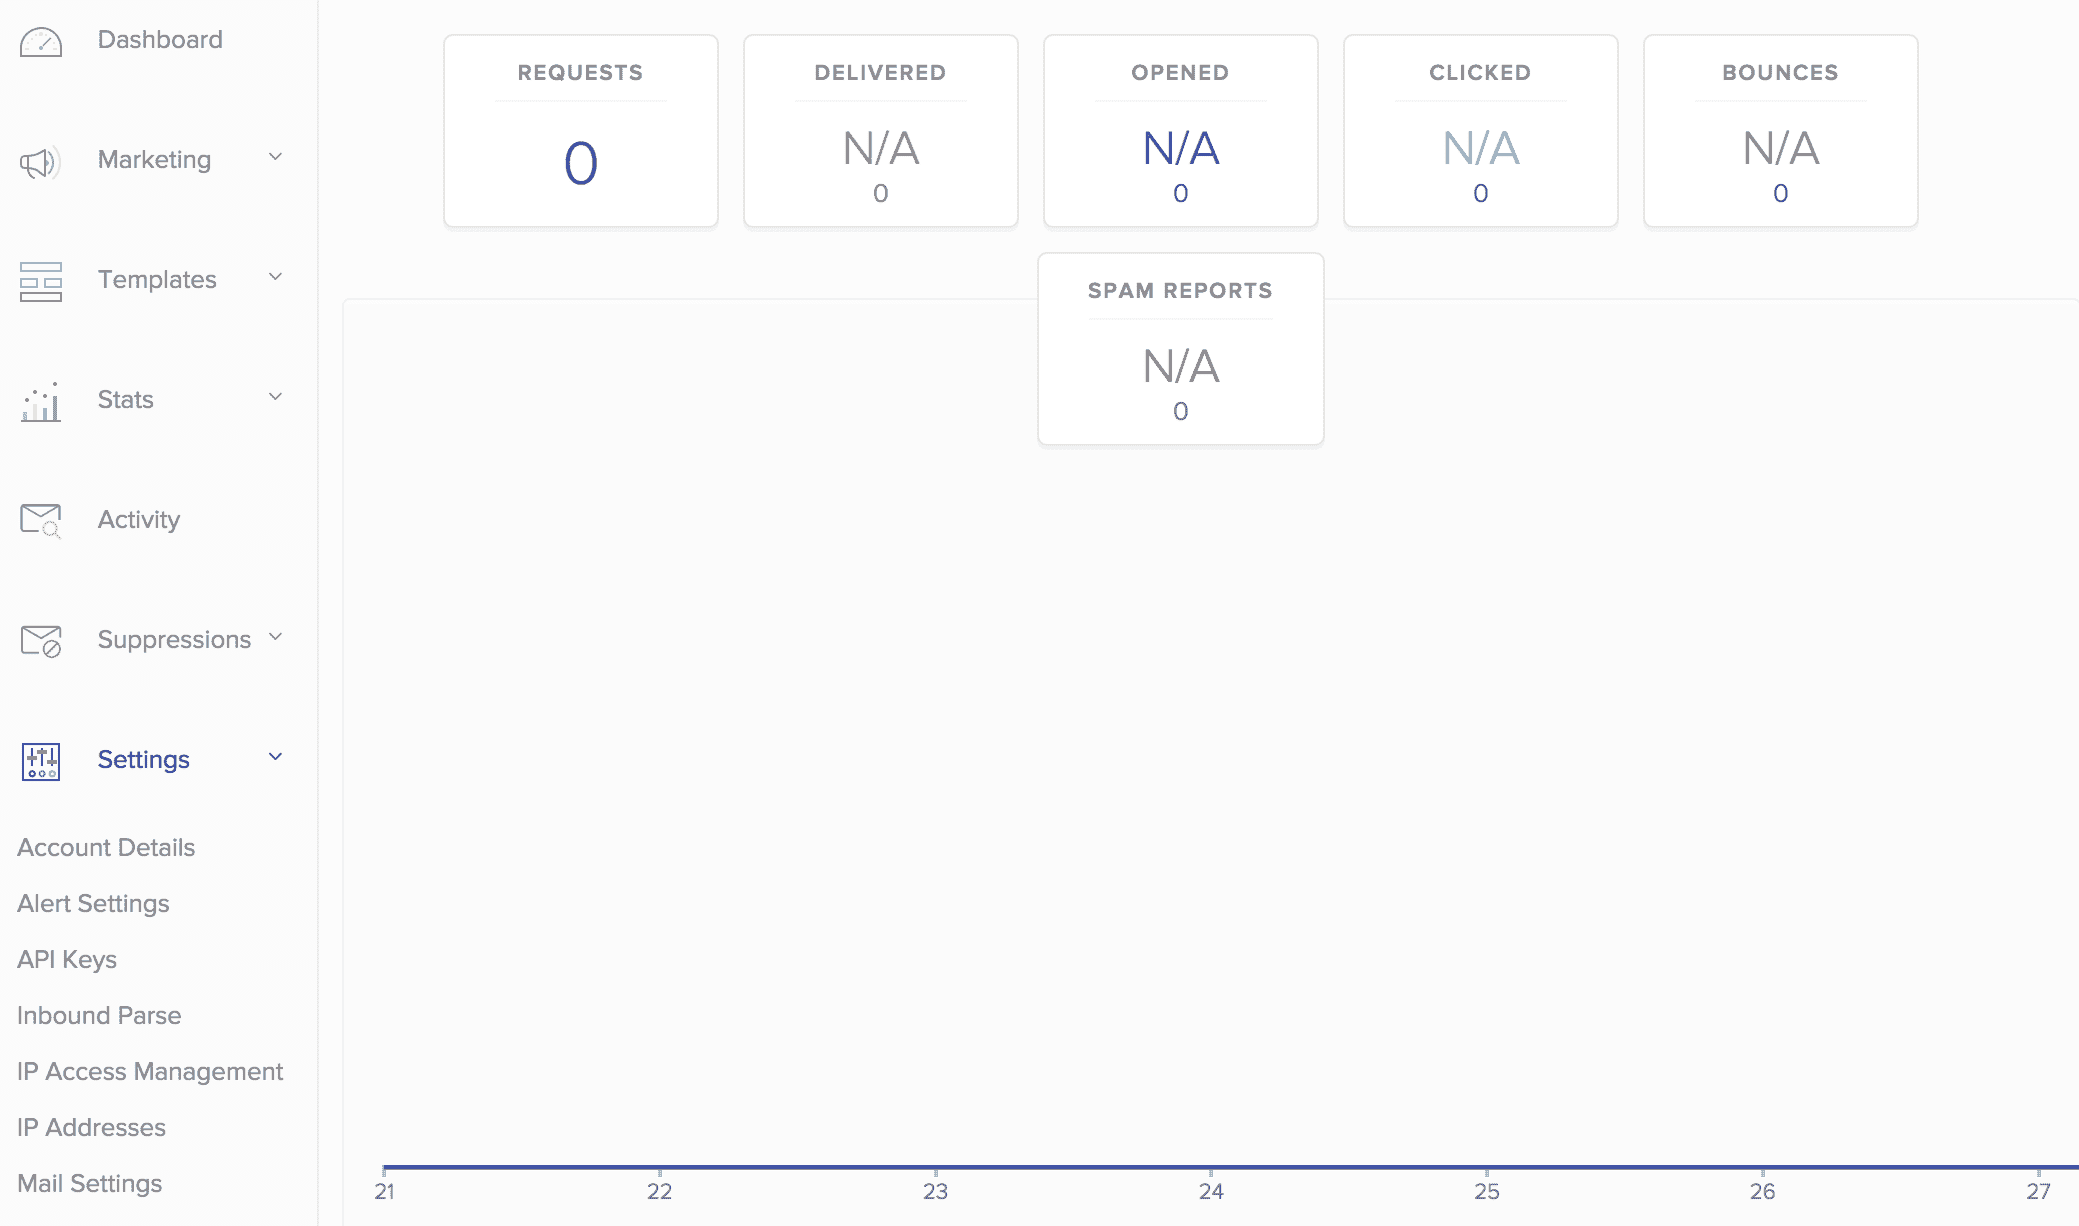 Dashboard
Marketing
Templates
Stats
Activity
Suppressions
Settings
Account Details
Alert Settings
API Keys
Inbound Parse
IP Access Management
IP Addresses
Mail Settings
REQUESTS
0
DELIVERED
N/A
0
OPENED
N/A
0
CLICKED
N/A
0
BOUNCES
N/A
0
SPAM REPORTS
N/A
0
21 22 23 24 25 26 27